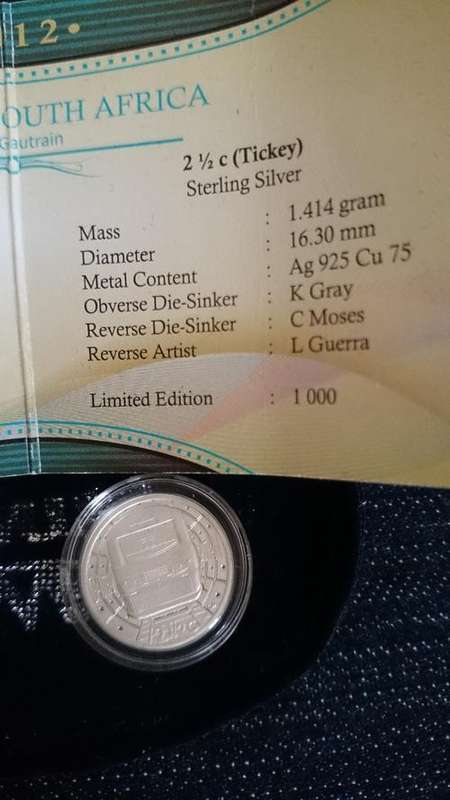 12•
OUTH AFRICA
Gautrain
2 ½ c (Tickey)
Sterling Silver
Mass : 1.414 gram
Diameter : 16.30 mm
Metal Content : Ag 925 Cu 75
Obverse Die-Sinker : K Gray
Reverse Die-Sinker : C Moses
Reverse Artist : L Guerra
Limited Edition : 1 000